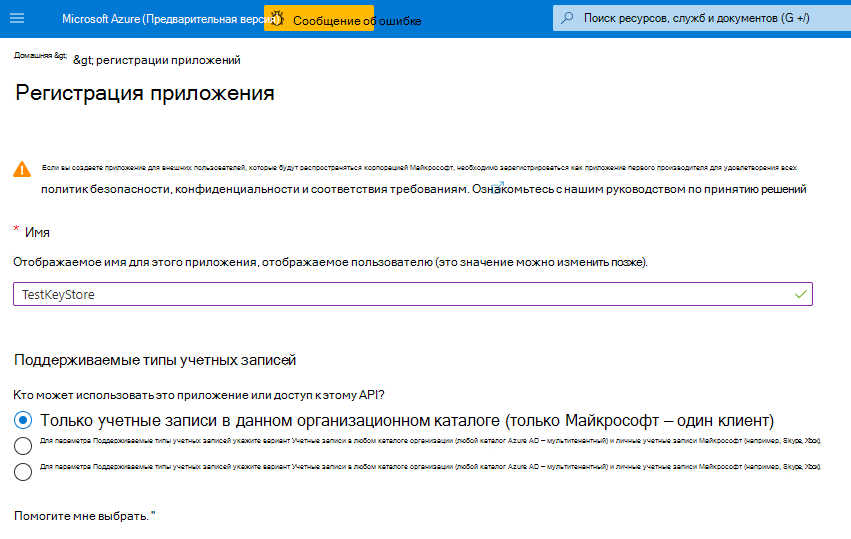 Microsoft Azure (Предварительная версия)
Сообщение об ошибке
Поиск ресурсов, служб и документов (G +/)
Домашняя &gt;
&gt; регистрации приложений
Регистрация приложения
Если вы создаете приложение для внешних пользователей, которые будут распространяться корпорацией Майкрософт, необходимо зарегистрироваться как приложение первого производителя для удовлетворения всех
политик безопасности, конфиденциальности и соответствия требованиям. Ознакомьтесь с нашим руководством по принятию решений
* Имя
Отображаемое имя для этого приложения, отображаемое пользователю (это значение можно изменить позже).
TestKeyStore
Поддерживаемые типы учетных записей
Кто может использовать это приложение или доступ к этому API?
Только учетные записи в данном организационном каталоге (только Майкрософт – один клиент)
Для параметра Поддерживаемые типы учетных записей укажите вариант Учетные записи в любом каталоге организации (любой каталог Azure AD – мультитенантный) и личные учетные записи Майкрософт (например, Skype, Xbox).
Для параметра Поддерживаемые типы учетных записей укажите вариант Учетные записи в любом каталоге организации (любой каталог Azure AD – мультитенантный) и личные учетные записи Майкрософт (например, Skype, Xbox).
Помогите мне выбрать. "